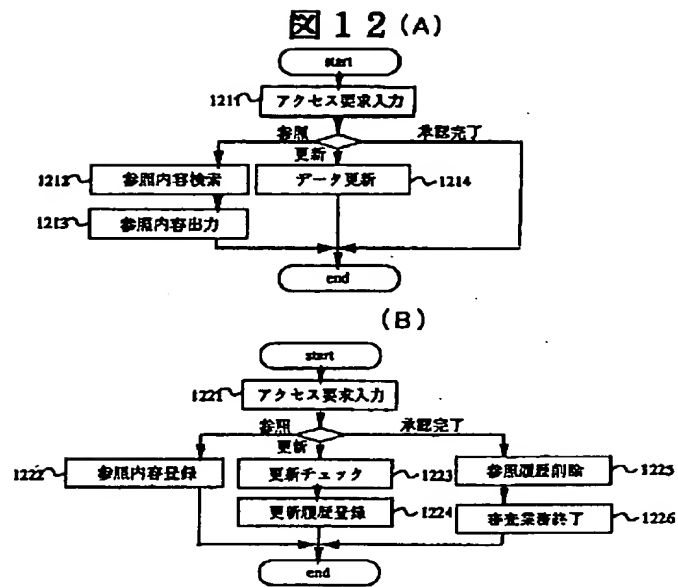 図12(A)
start
1211 アクセス要求入力
参照 承認完了
更新
1212 参照内容検索 データ更新 1214
1213 参照内容出力
end
(B)
start
1221 アクセス要求入力
参照 承認完了
更新
1222 参照内容登録 更新チェック 1223 参照履歴削除 1225
更新履歴登録 1224 審査業務終了 1226
end